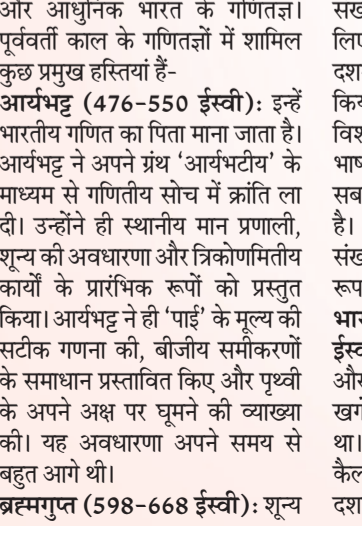 और आधुनिक भारत के गणितज्ञ।
पूर्ववर्ती काल के गणितज्ञों में शामिल
कुछ प्रमुख हस्तियां हैं-
आर्यभट्ट (476-550 ईस्वी): इन्हें
भारतीय गणित का पिता माना जाता है।
आर्यभट्ट ने अपने ग्रंथ ‘आर्यभटीय’ के
माध्यम से गणितीय सोच में क्रांति ला
दी। उन्होंने ही स्थानीय मान प्रणाली,
शून्य की अवधारणा और त्रिकोणमितीय
कार्यों के प्रारंभिक रूपों को प्रस्तुत
किया। आर्यभट्ट ने ही ‘पाई’ के मूल्य की
सटीक गणना की, बीजीय समीकरणों
के समाधान प्रस्तावित किए और पृथ्वी
के अपने अक्ष पर घूमने की व्याख्या
की। यह अवधारणा अपने समय से
बहुत आगे थी।
ब्रह्मगुप्त (598-668 ईस्वी): शून्य
है।
था।